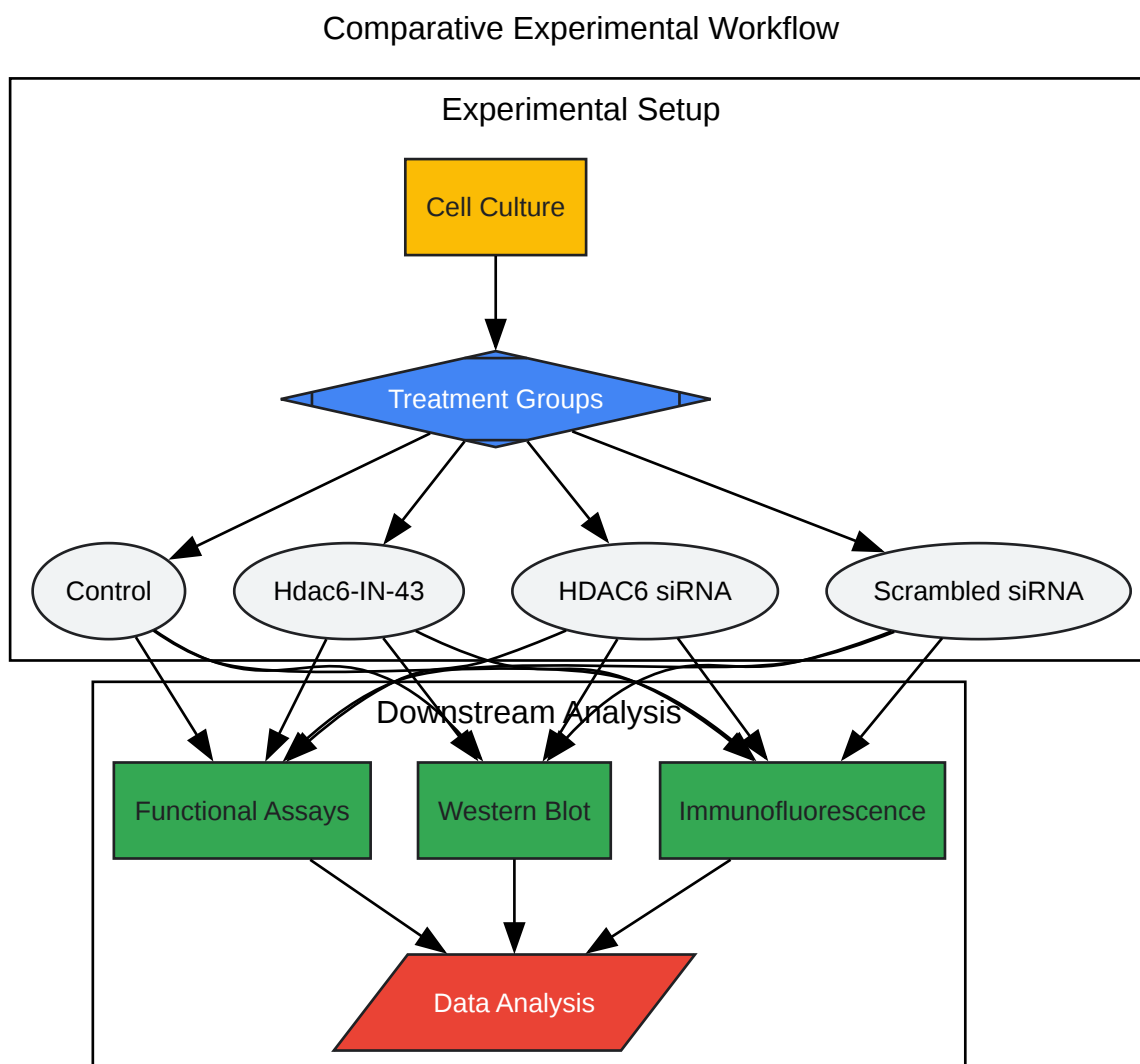 Comparative Experimental Workflow
Experimental Setup
Cell Culture
Treatment Groups
Control
Hdac6-IN-43
HDAC6 siRNA
Scrambled siRNA
Downstream Analysis
Functional Assays
Western Blot
Immunofluorescence
Data Analysis